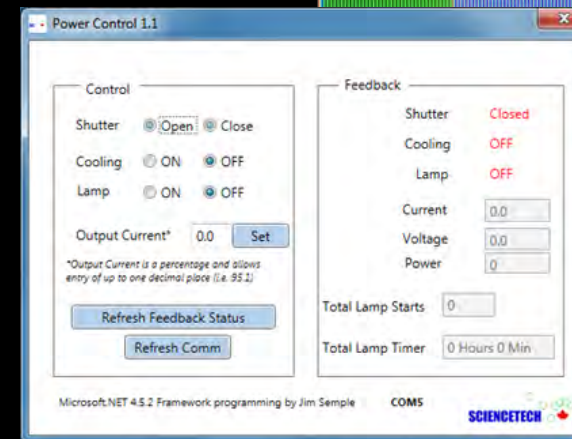 Power Control 1.1
Control
Shutter Open Close
Cooling ON OFF
Lamp ON OFF
Output Current* 0.0 Set
*Output Current is a percentage and allows
entry of up to one decimal place (i.e. 95.1)
Refresh Feedback Status
Refresh Comm
Feedback
Shutter Closed
Cooling OFF
Lamp OFF
Current 0.0
Voltage 0.0
Power 0
Total Lamp Starts 0
Total Lamp Timer 0 Hours 0 Min
Microsoft.NET 4.5.2 Framework programming by Jim Semple COM5
SCIENCETECH